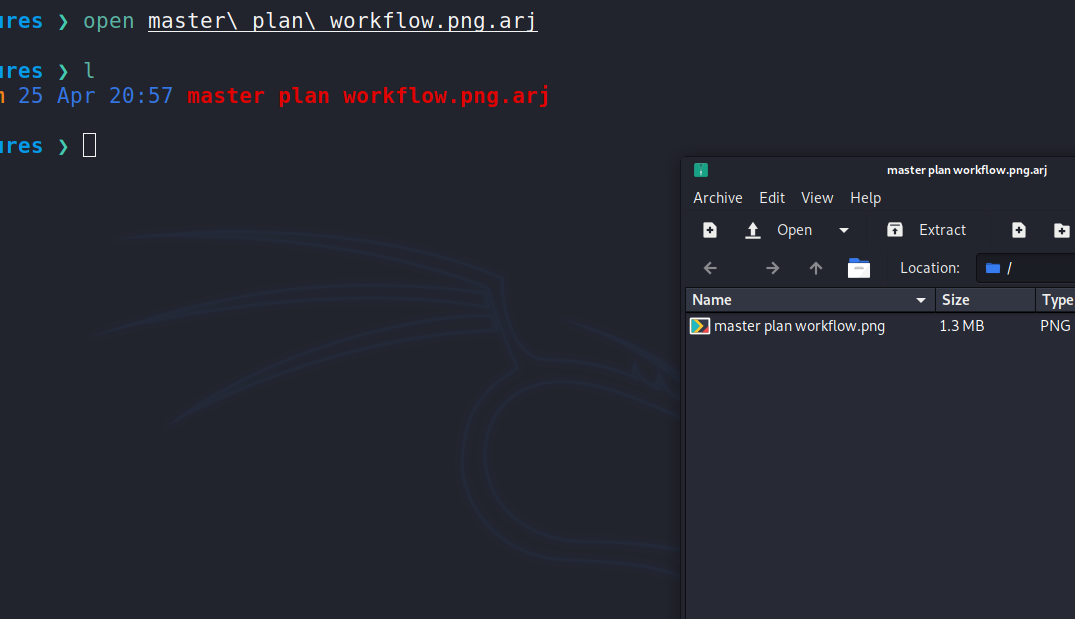 ures ❯ open master\ plan\ workflow.png.arj
ures ❯ l
n 25 Apr 20:57 master plan workflow.png.arj
ures ❯
master plan workflow.png.arj
Archive Edit View Help
Open Extract
Location: /
Name Size Type
master plan workflow.png 1.3 MB PNG